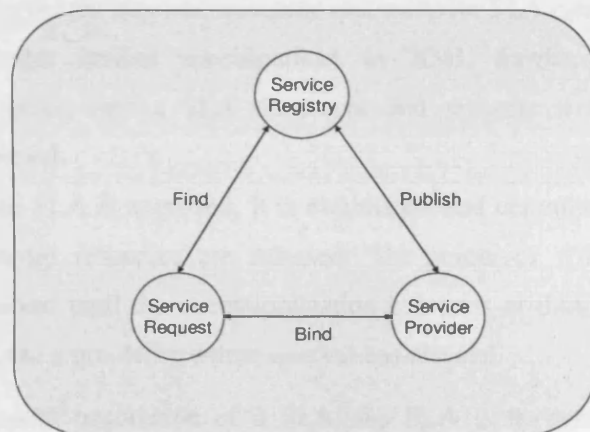 Service
Registry
Find
Publish
Service
Request
Bind
Service
Provider